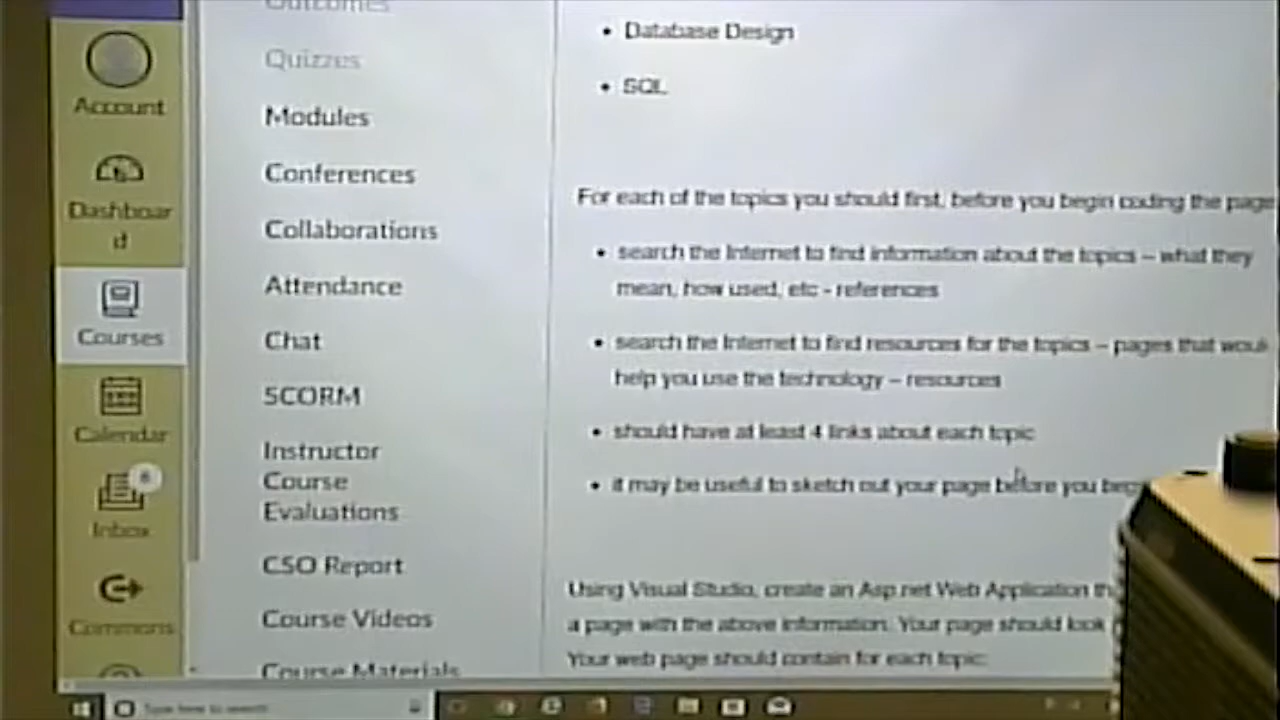 Account
Dashboar
d
Courses
Calendar
6
Inbox
Commons
Outcomes
Quizzes
Modules
Conferences
Collaborations
Attendance
Chat
SCORM
Instructor
Course
Evaluations
CSO Report
Course Videos
Course Materials
• Database Design
• SQL
For each of the topics you should first, before you begin coding the page
• search the Internet to find information about the topics – what they
mean, how used, etc - references
• search the Internet to find resources for the topics – pages that woul
help you use the technology – resources
• should have at least 4 links about each topic
• it may be useful to sketch out your page before you beg
Using Visual Studio, create an Asp.net Web Application th
a page with the above information. Your page should look
Your web page should contain for each topic:
Type here to search